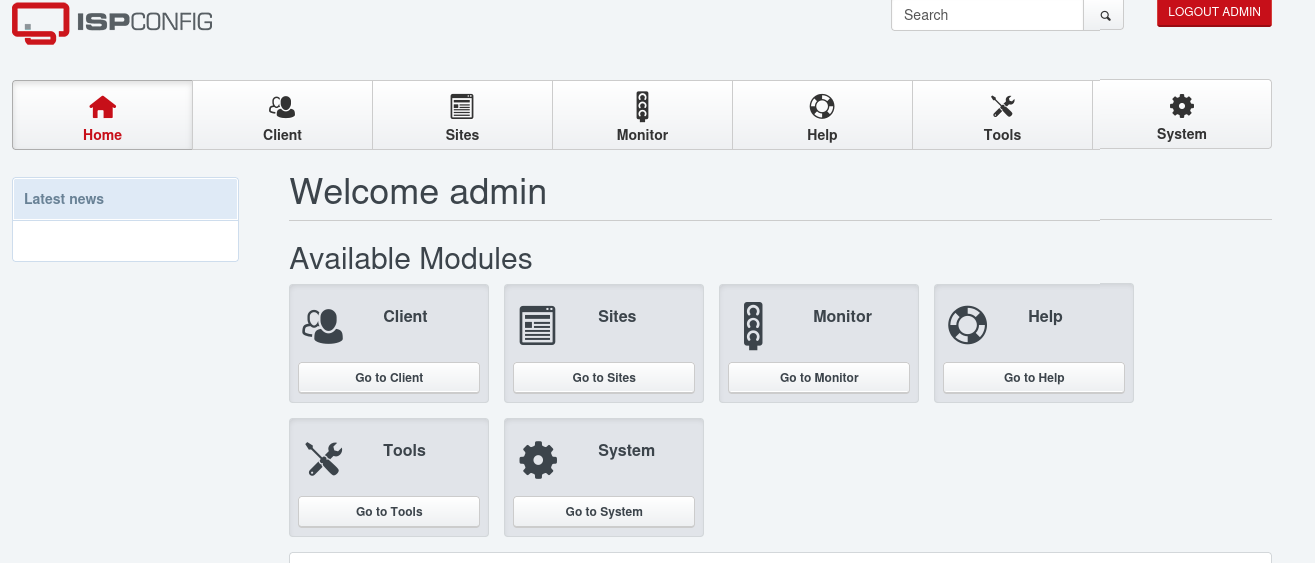 ISPCONFIG
Search
LOGOUT ADMIN
Home
Client
Sites
Monitor
Help
Tools
System
Latest news
Welcome admin
Available Modules
Client
Sites
Monitor
Help
Go to Client
Go to Sites
Go to Monitor
Go to Help
Tools
System
Go to Tools
Go to System